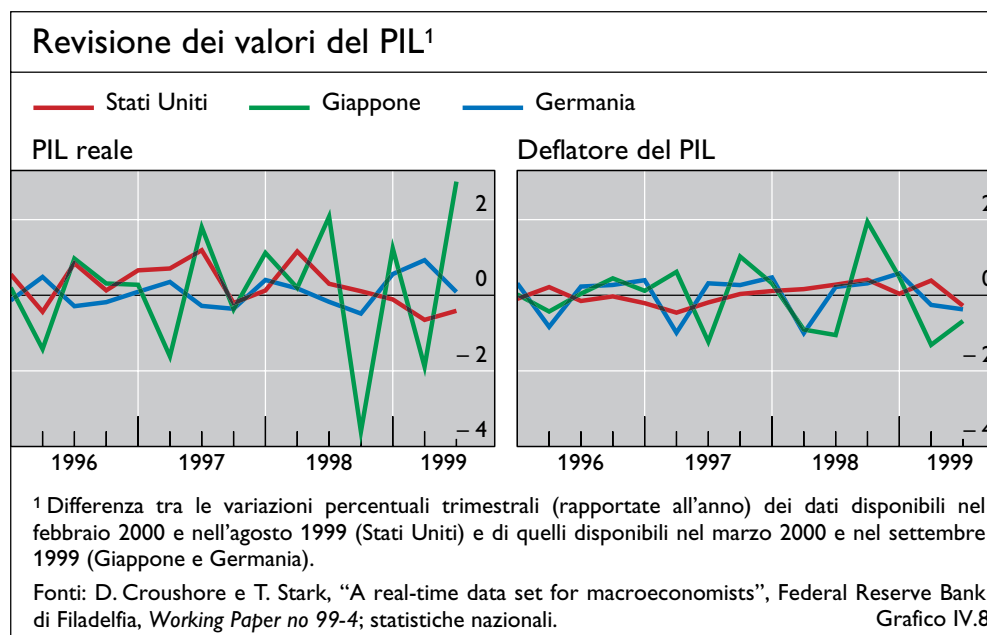 Revisione dei valori del PIL¹
Stati Uniti Giappone Germania
PIL reale
2
0
– 2
– 4
1996 1997 1998 1999
Deflatore del PIL
2
0
– 2
– 4
1996 1997 1998 1999
¹ Differenza tra le variazioni percentuali trimestrali (rapportate all’anno) dei dati disponibili nel
febbraio 2000 e nell’agosto 1999 (Stati Uniti) e di quelli disponibili nel marzo 2000 e nel settembre
1999 (Giappone e Germania).
Fonti: D. Croushore e T. Stark, “A real-time data set for macroeconomists”, Federal Reserve Bank
di Filadelfia, Working Paper no 99-4; statistiche nazionali. Grafico IV.8